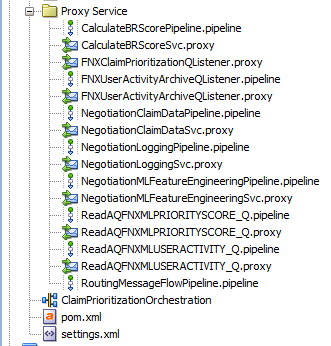 Proxy Service
CalculateBRScorePipeline.pipeline
CalculateBRScoreSvc.proxy
FNXClaimPrioritizationQListener.proxy
FNXUserActivityArchiveQListener.pipeline
FNXUserActivityArchiveQListener.proxy
NegotiationClaimDataPipeline.pipeline
NegotiationClaimDataSvc.proxy
NegotiationLoggingPipeline.pipeline
NegotiationLoggingSvc.proxy
NegotiationMLFeatureEngineeringPipeline.pipeline
NegotiationMLFeatureEngineeringSvc.proxy
ReadAQFNXMLPRIORITYSCORE_Q.pipeline
ReadAQFNXMLPRIORITYSCORE_Q.proxy
ReadAQFNXMLUSERACTIVITY_Q.pipeline
ReadAQFNXMLUSERACTIVITY_Q.proxy
RoutingMessageFlowPipeline.pipeline
ClaimPrioritizationOrchestration
pom.xml
settings.xml